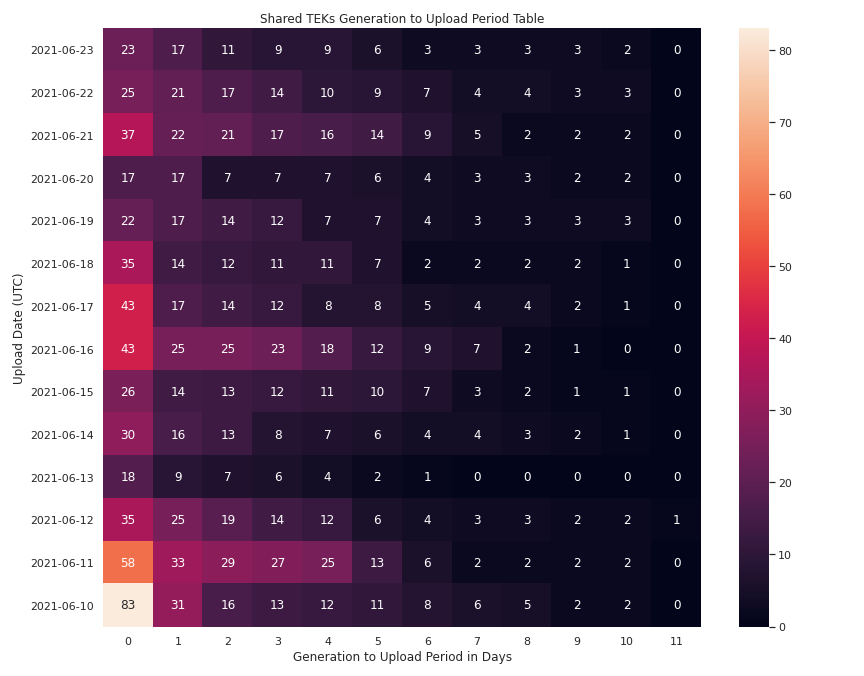 Shared TEKs Generation to Upload Period Table
Upload Date (UTC)
2021-06-23 23 17 11 9 9 6 3 3 3 3 2 0
2021-06-22 25 21 17 14 10 9 7 4 4 3 3 0
2021-06-21 37 22 21 17 16 14 9 5 2 2 2 0
2021-06-20 17 17 7 7 7 6 4 3 3 2 2 0
2021-06-19 22 17 14 12 7 7 4 3 3 3 3 0
2021-06-18 35 14 12 11 11 7 2 2 2 2 1 0
2021-06-17 43 17 14 12 8 8 5 4 4 2 1 0
2021-06-16 43 25 25 23 18 12 9 7 2 1 0 0
2021-06-15 26 14 13 12 11 10 7 3 2 1 1 0
2021-06-14 30 16 13 8 7 6 4 4 3 2 1 0
2021-06-13 18 9 7 6 4 2 1 0 0 0 0 0
2021-06-12 35 25 19 14 12 6 4 3 3 2 2 1
2021-06-11 58 33 29 27 25 13 6 2 2 2 2 0
2021-06-10 83 31 16 13 12 11 8 6 5 2 2 0
0 1 2 3 4 5 6 7 8 9 10 11
Generation to Upload Period in Days
80
70
60
50
40
30
20
10
0